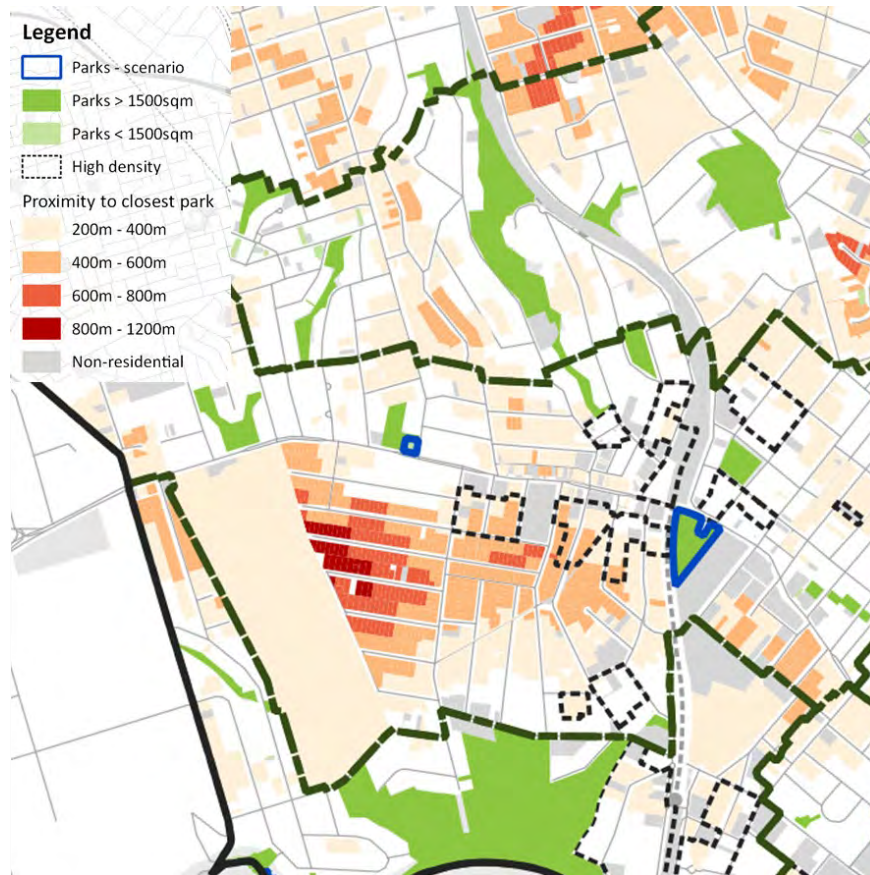 Legend
Parks - scenario
Parks > 1500sqm
Parks < 1500sqm
High density
Proximity to closest park
200m - 400m
400m - 600m
600m - 800m
800m - 1200m
Non-residential